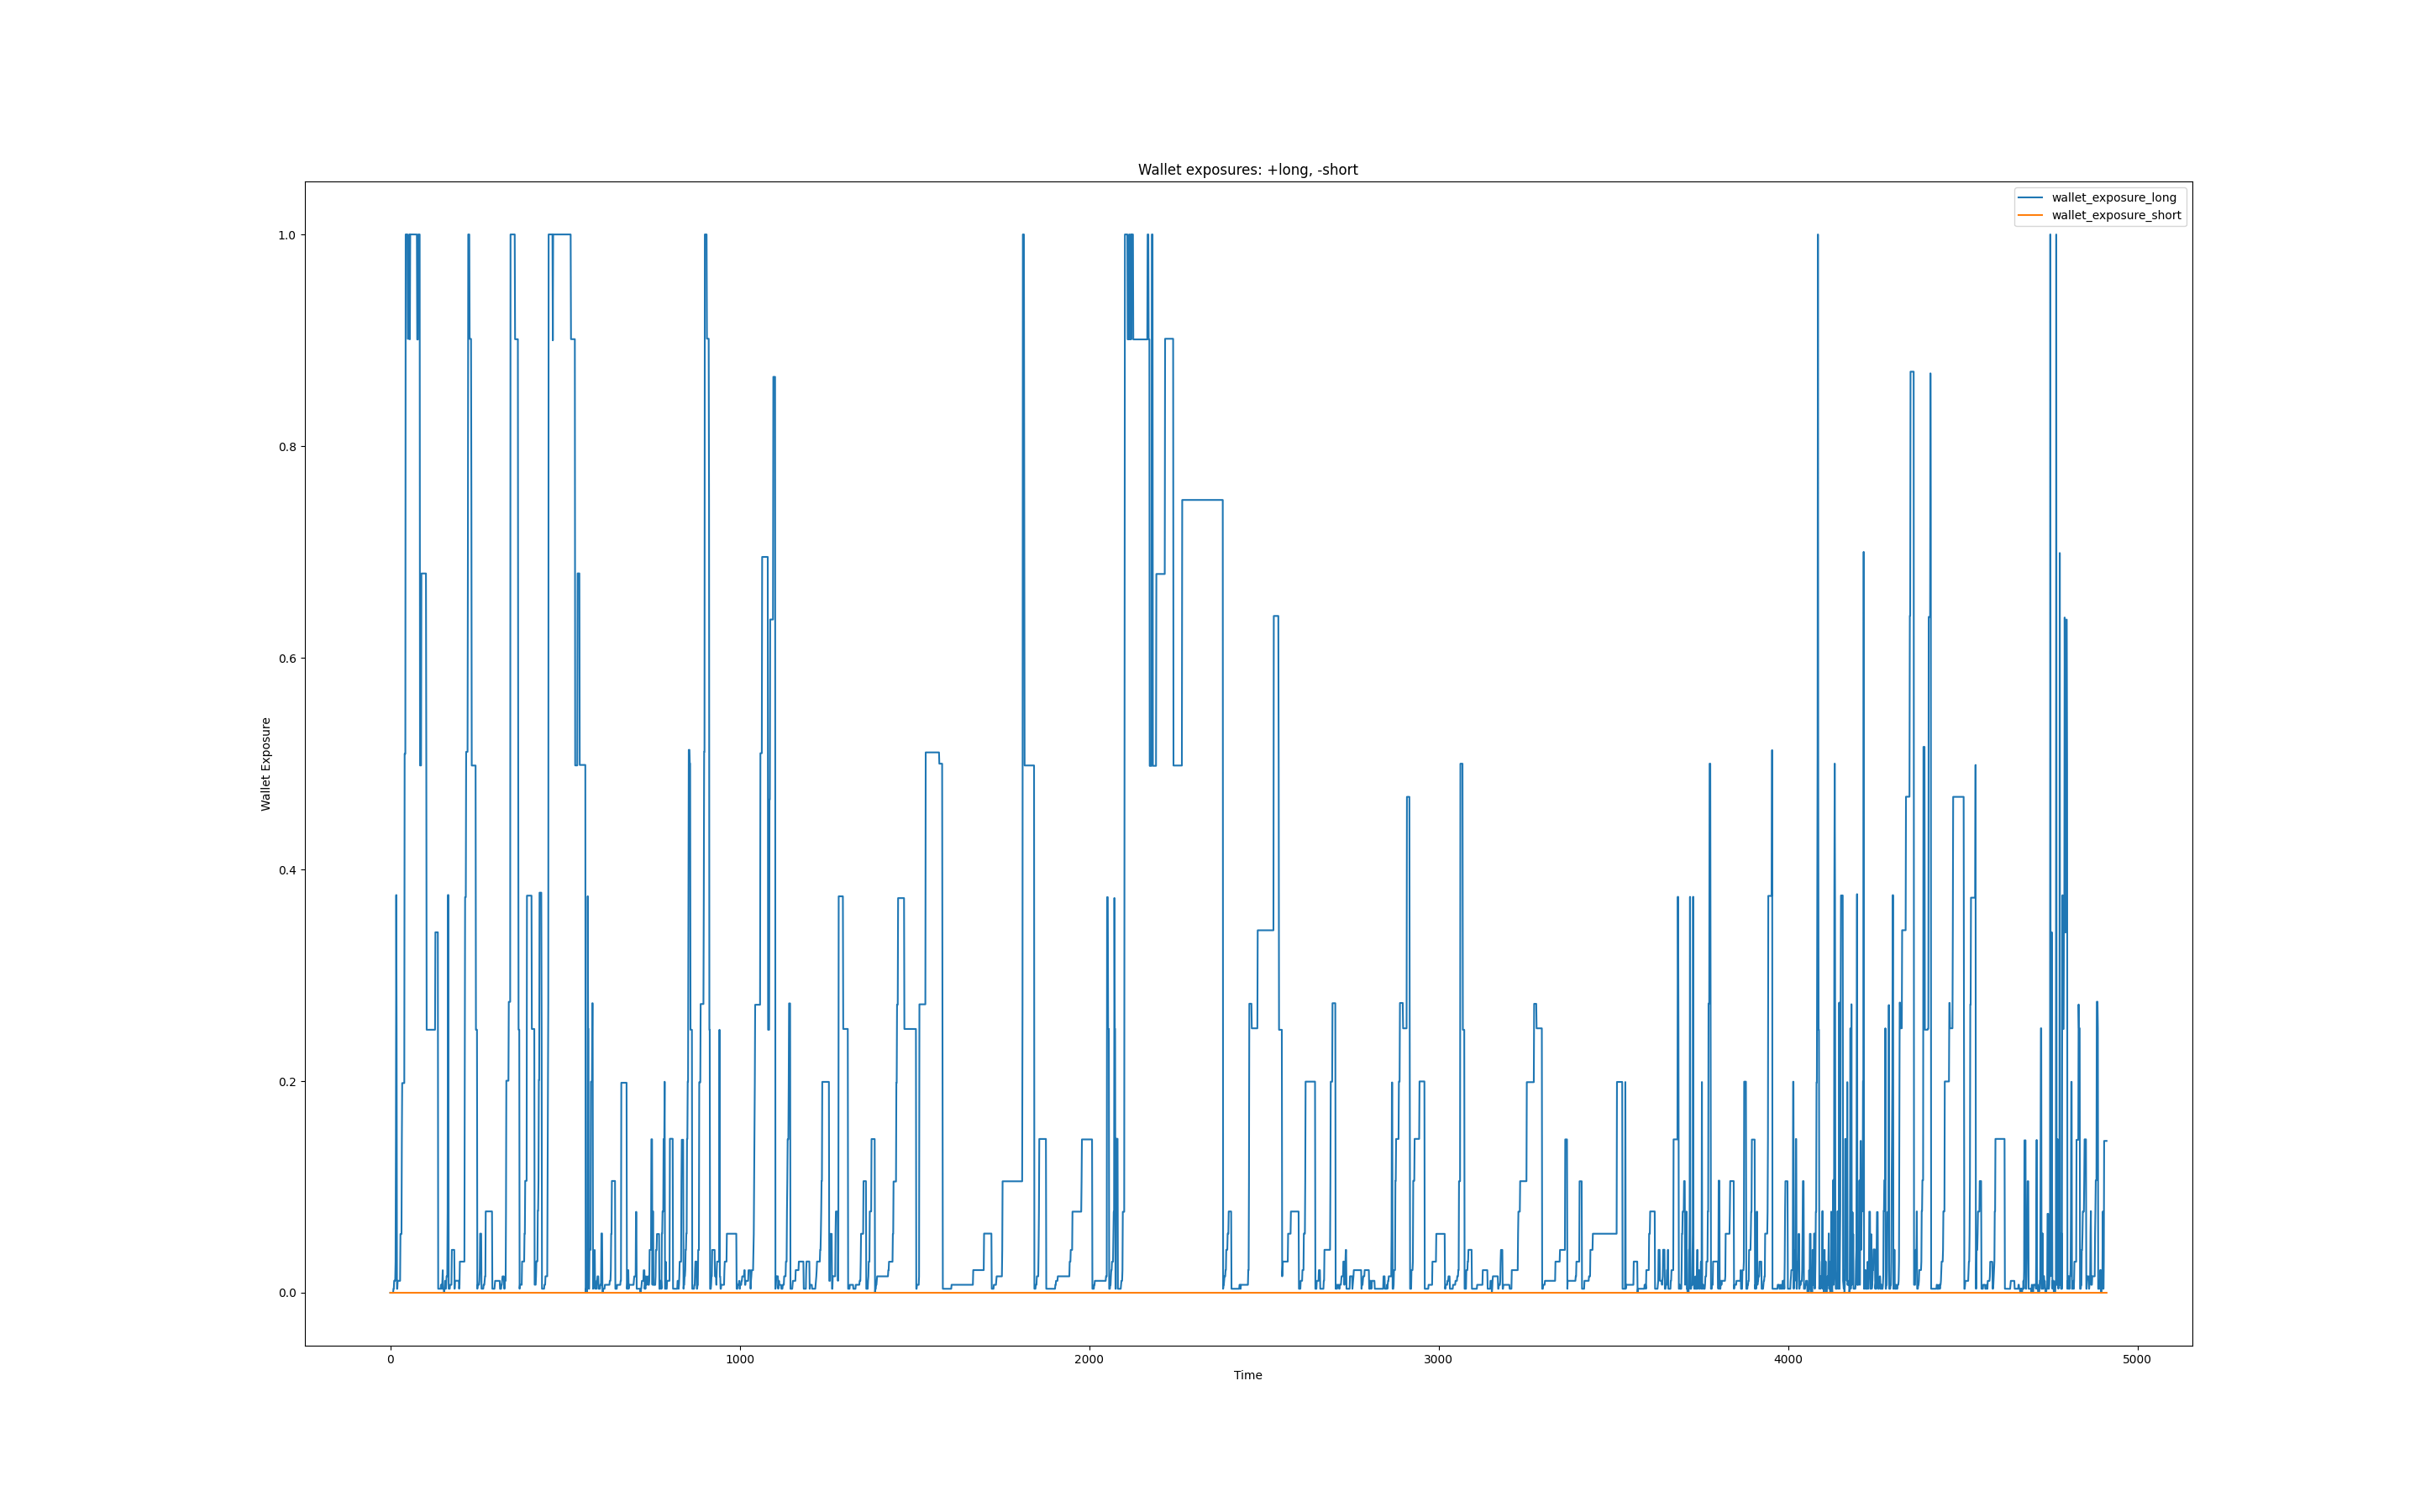 Wallet exposures: +long, -short
wallet_exposure_long
wallet_exposure_short
1.0
0.8
0.6
0.4
0.2
0.0
Wallet Exposure
0 1000 2000 3000 4000 5000
Time